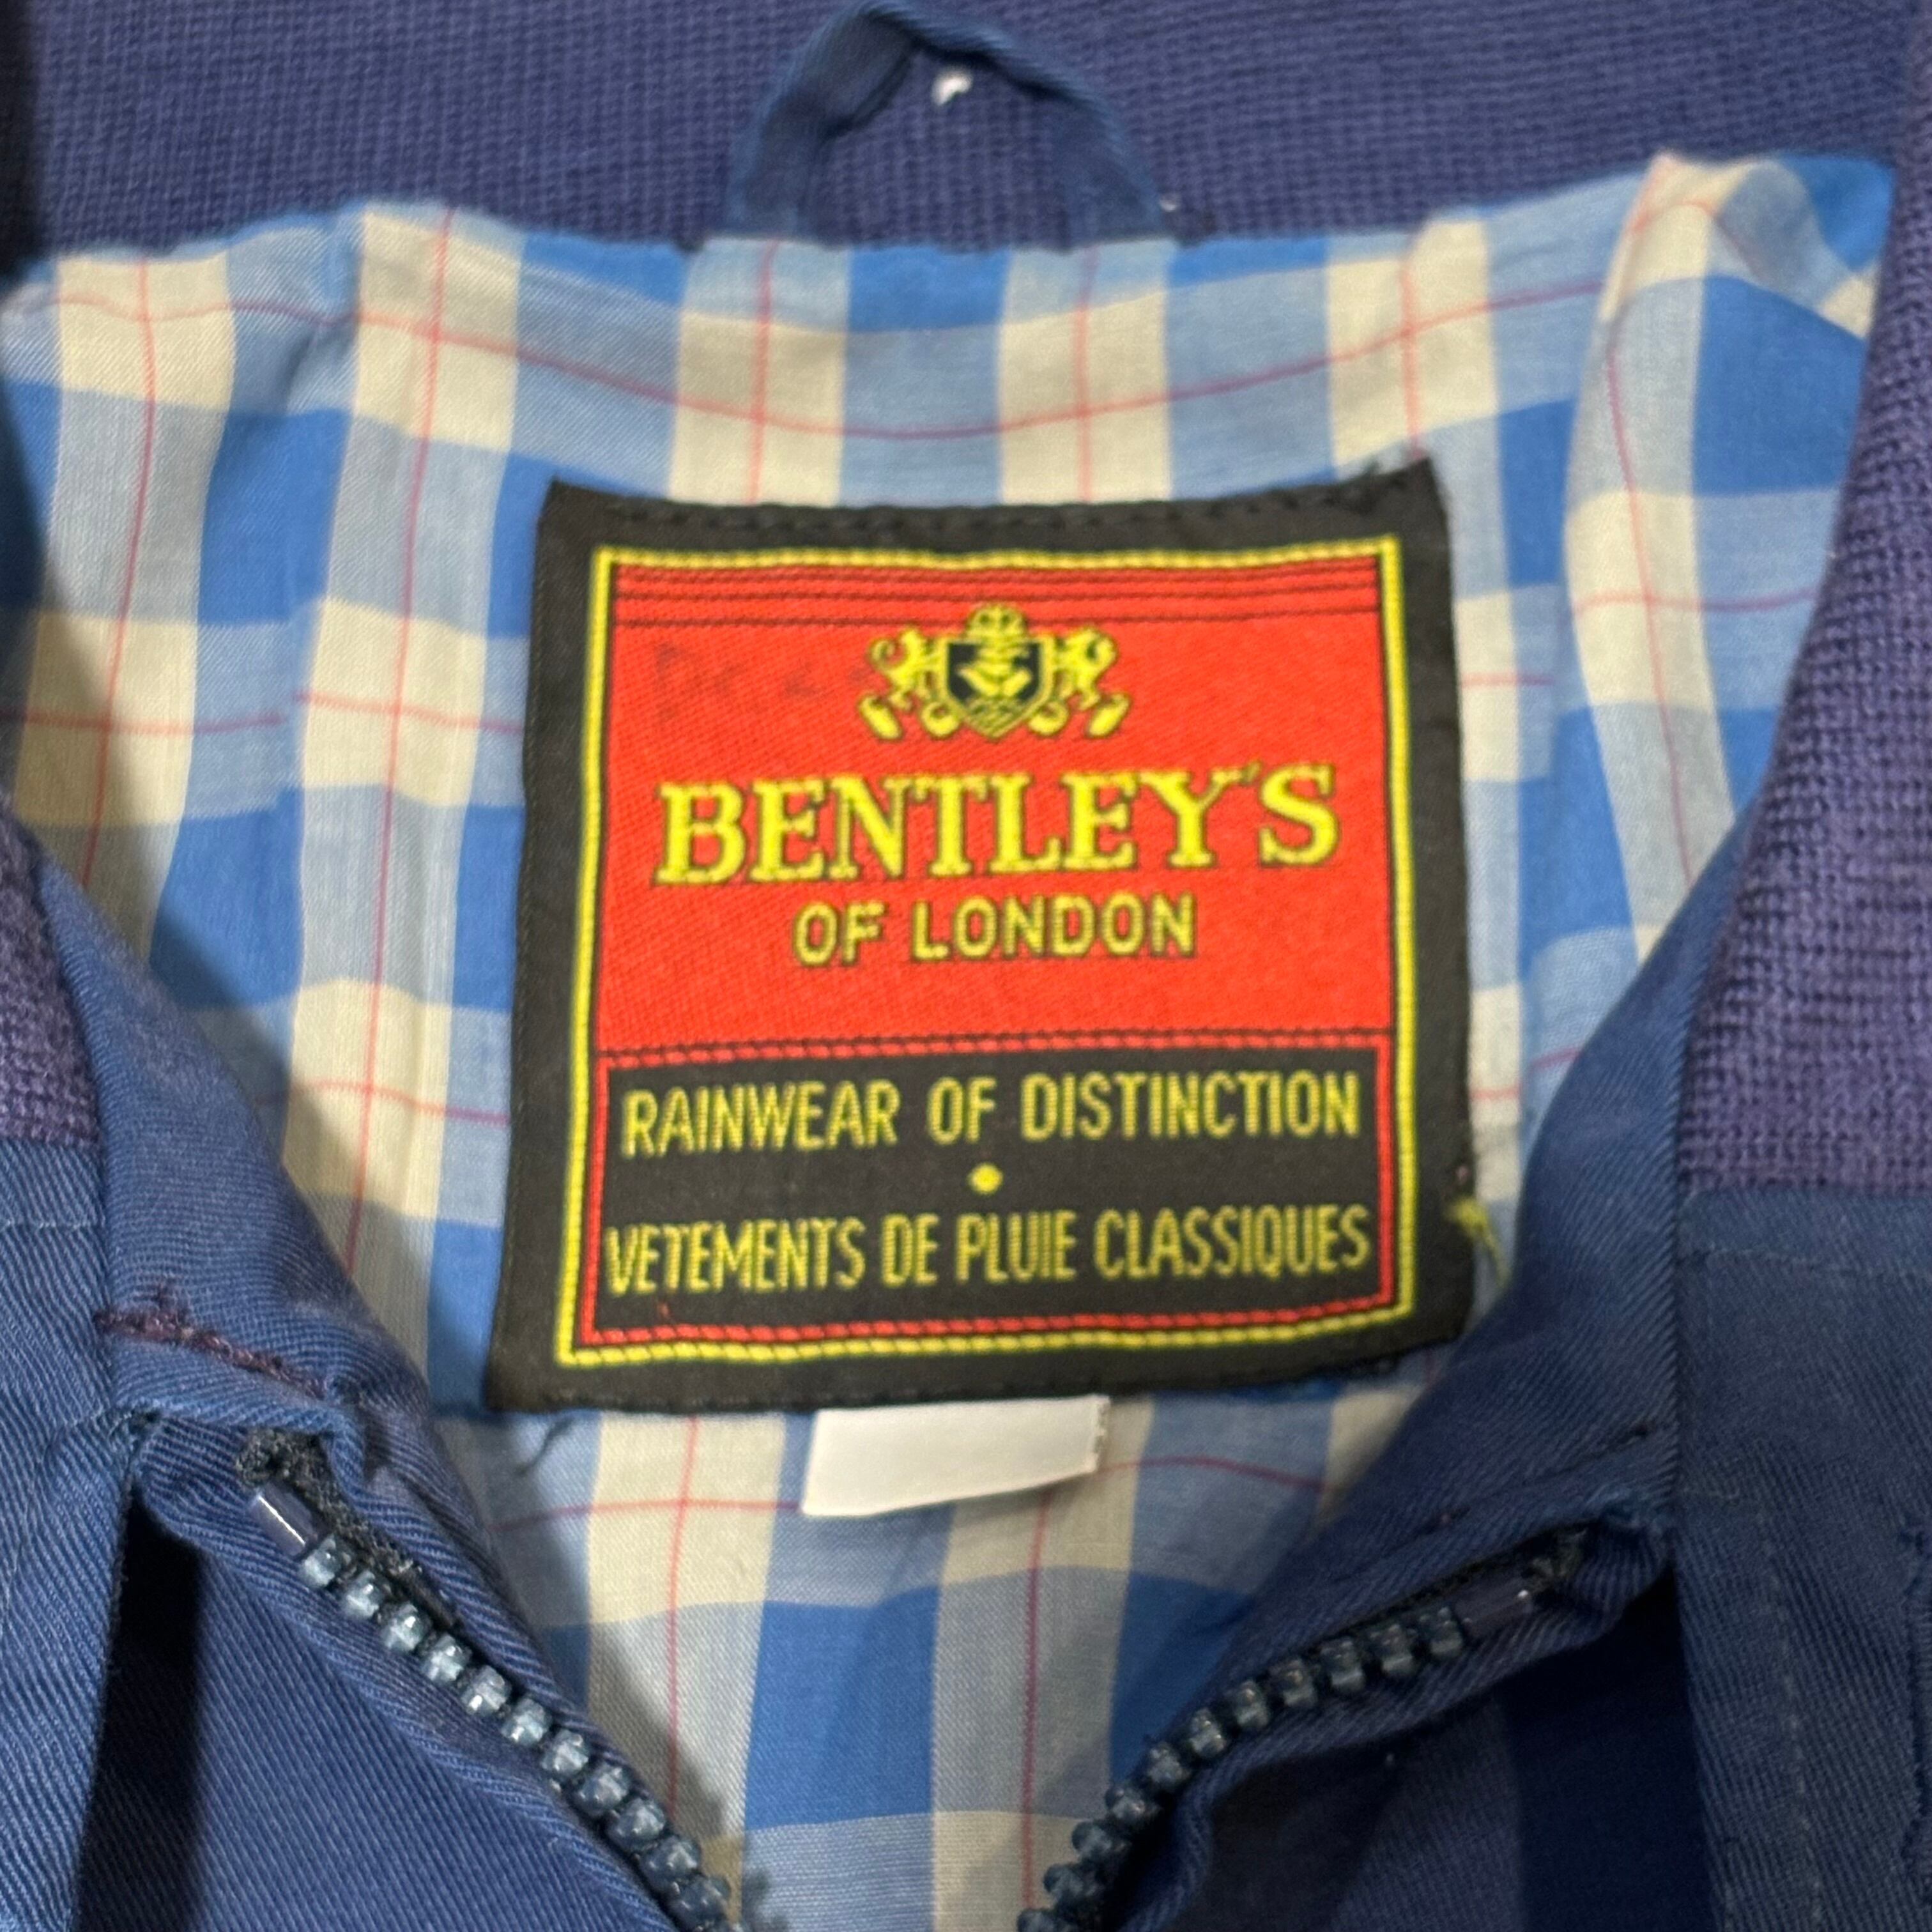 BENTLEY'S
OF LONDON
RAINWEAR OF DISTINCTION
VETEMENTS DE PLUIE CLASSIQUES